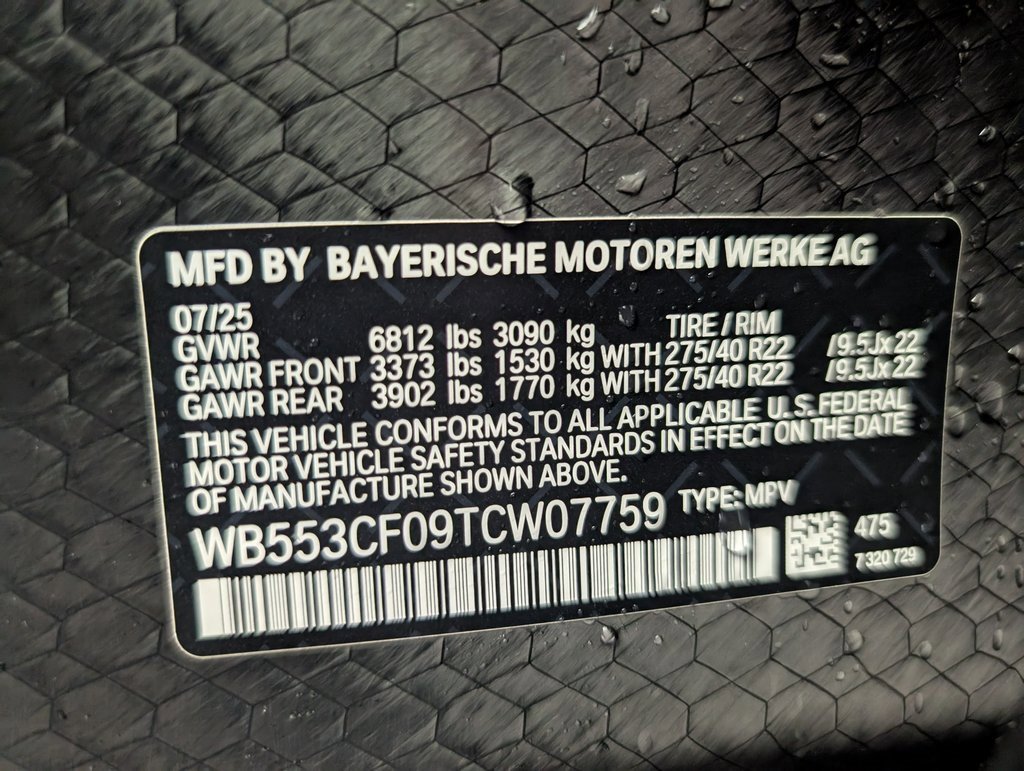 MFD BY BAYERISCHE MOTOREN WERKE AG
07/25 TIRE / RIM
GVWR 6812 lbs 3090 kg
GAWR FRONT 3373 lbs 1530 kg WITH 275/40 R22 /9.5Jx22
GAWR REAR 3902 lbs 1770 kg WITH 275/40 R22 /9.5Jx22
THIS VEHICLE CONFORMS TO ALL APPLICABLE U.S. FEDERAL
MOTOR VEHICLE SAFETY STANDARDS IN EFFECT ON THE DATE
OF MANUFACTURE SHOWN ABOVE.
WB553CF09TCW07759 TYPE: MPV
475
7 320 729